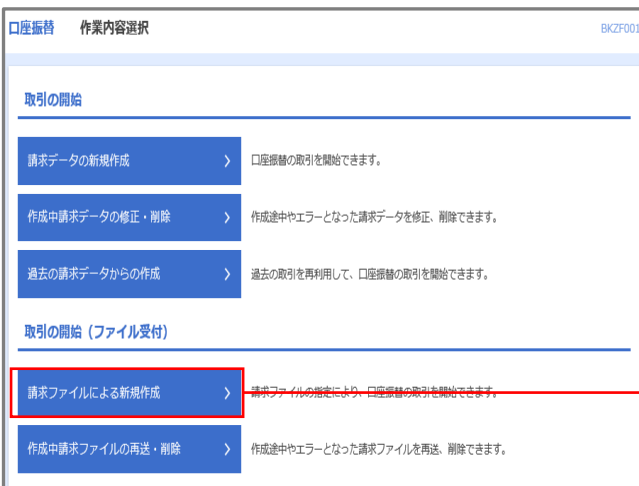 口座振替 作業内容選択 BKZF001
取引の開始
請求データの新規作成 口座振替の取引を開始できます。
作成中請求データの修正・削除 作成途中やエラーとなった請求データを修正、削除できます。
過去の請求データからの作成 過去の取引を再利用して、口座振替の取引を開始できます。
取引の開始（ファイル受付）
請求ファイルによる新規作成 請求ファイルの指定により、口座振替の取引を開始できます。
作成中請求ファイルの再送・削除 作成途中やエラーとなった請求ファイルを再送、削除できます。